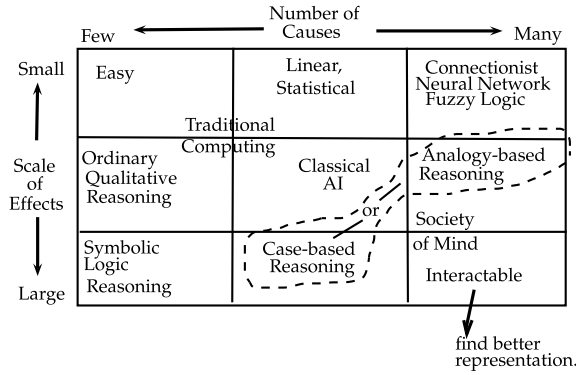 Number of
Causes
Few
Many
Small
Scale
of
Effects
Large
Easy
Linear,
Statistical
Connectionist
Neural Network
Fuzzy Logic
Traditional
Computing
Ordinary
Qualitative
Reasoning
Classical
AI
Analogy-based
Reasoning
or
Society
of Mind
Symbolic
Logic
Reasoning
Case-based
Reasoning
Interactable
find better
representation.